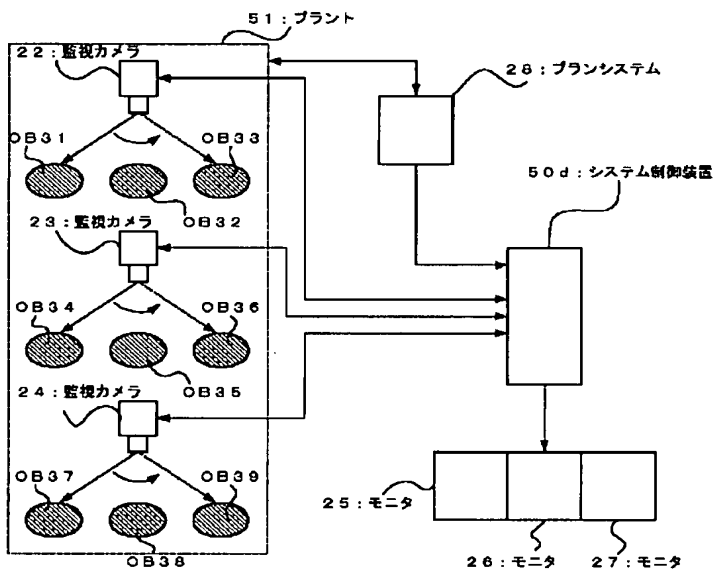 51：プラント
22：監視カメラ
28：プランシステム
OB31
OB33
50d：システム制御装置
OB32
23：監視カメラ
OB34
OB36
OB35
24：監視カメラ
OB37
OB39
25：モニタ
OB38
26：モニタ
27：モニタ